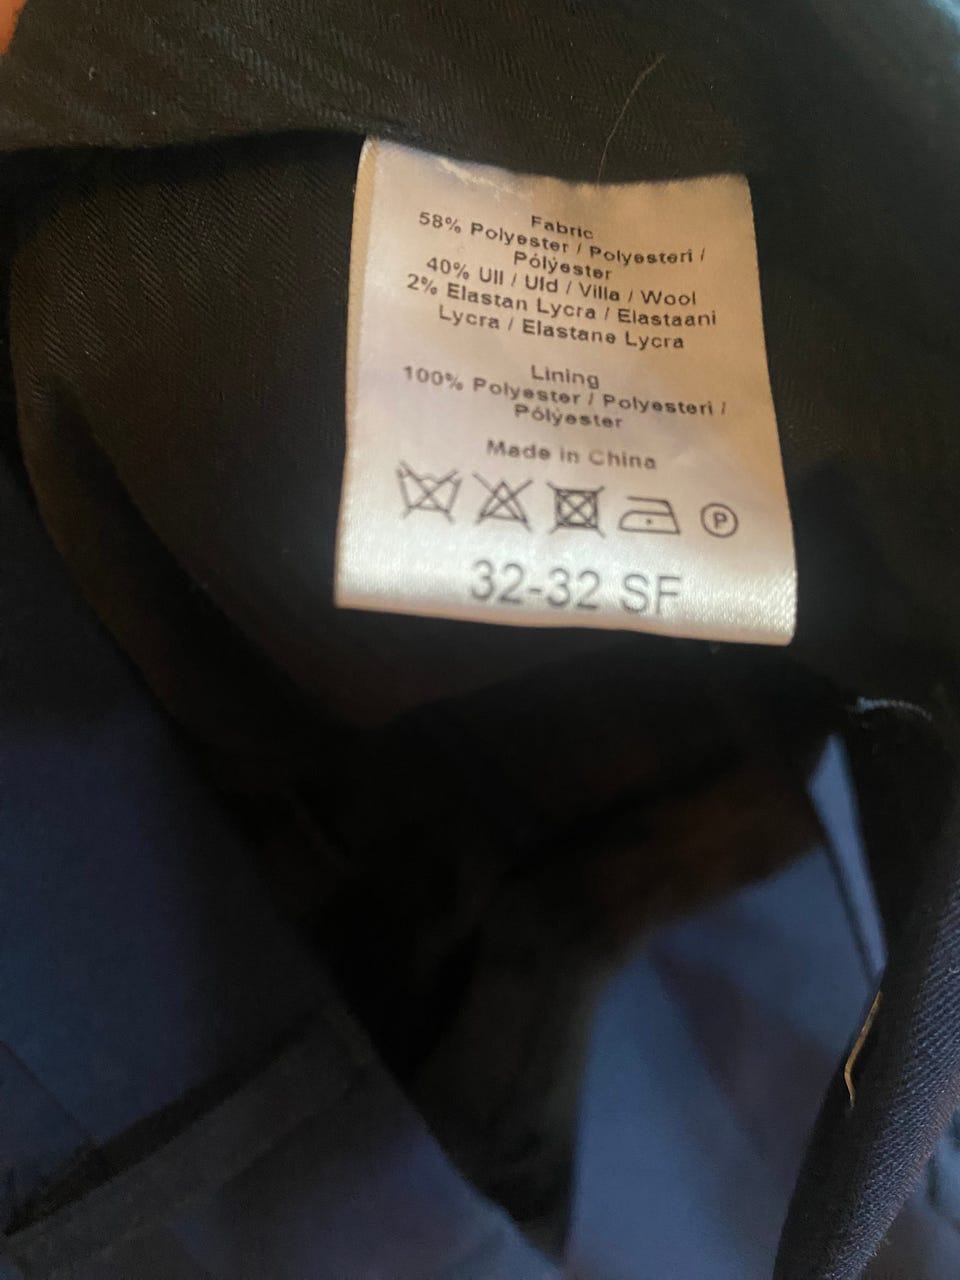 Fabric
58% Polyester / Polyesteri /
Pólýester
40% Ull / Uld / Villa / Wool
2% Elastan Lycra / Elastaani
Lycra / Elastane Lycra
Lining
100% Polyester / Polyesteri /
Pólýester
Made in China
P
32-32 SF